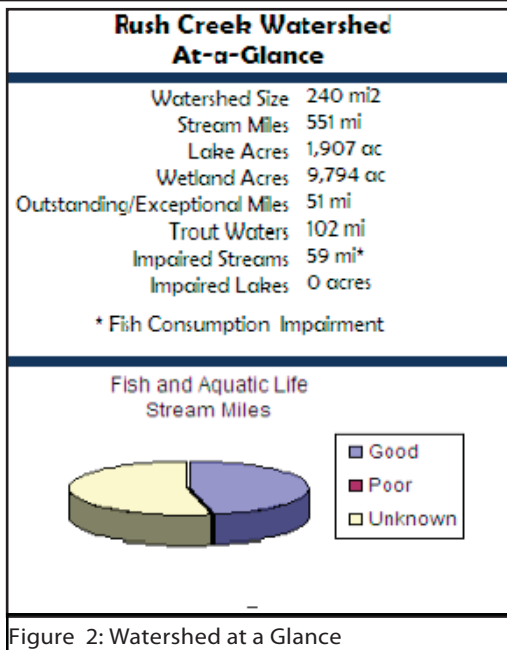 Rush Creek Watershed
At-a-Glance
Watershed Size 240 mi2
Stream Miles 551 mi
Lake Acres 1,907 ac
Wetland Acres 9,794 ac
Outstanding/Exceptional Miles 51 mi
Trout Waters 102 mi
Impaired Streams 59 mi*
Impaired Lakes 0 acres
* Fish Consumption Impairment
Fish and Aquatic Life
Stream Miles
Good
Poor
Unknown
Figure 2: Watershed at a Glance